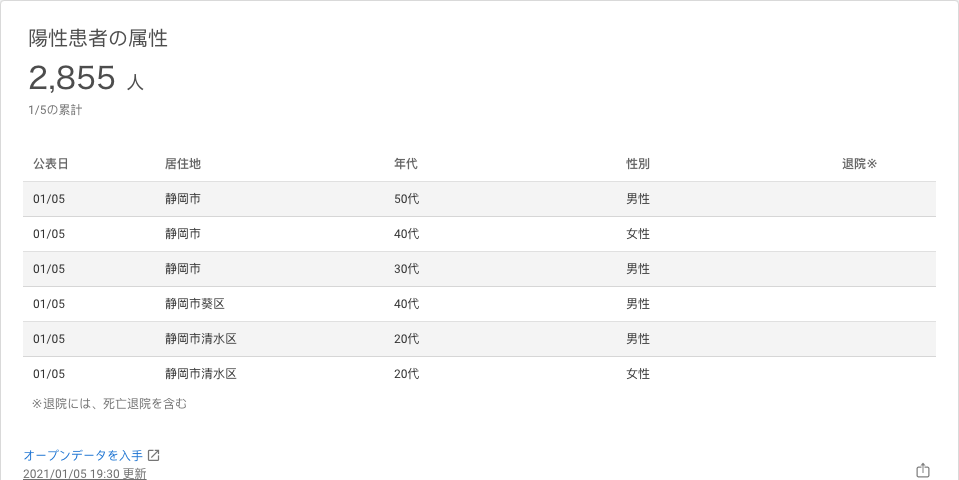 陽性患者の属性
2,855 人
1/5の累計
公表日 居住地 年代 性別 退院※
01/05 静岡市 50代 男性
01/05 静岡市 40代 女性
01/05 静岡市 30代 男性
01/05 静岡市葵区 40代 男性
01/05 静岡市清水区 20代 男性
01/05 静岡市清水区 20代 女性
※退院には、死亡退院を含む
オープンデータを入手
2021/01/05 19:30 更新